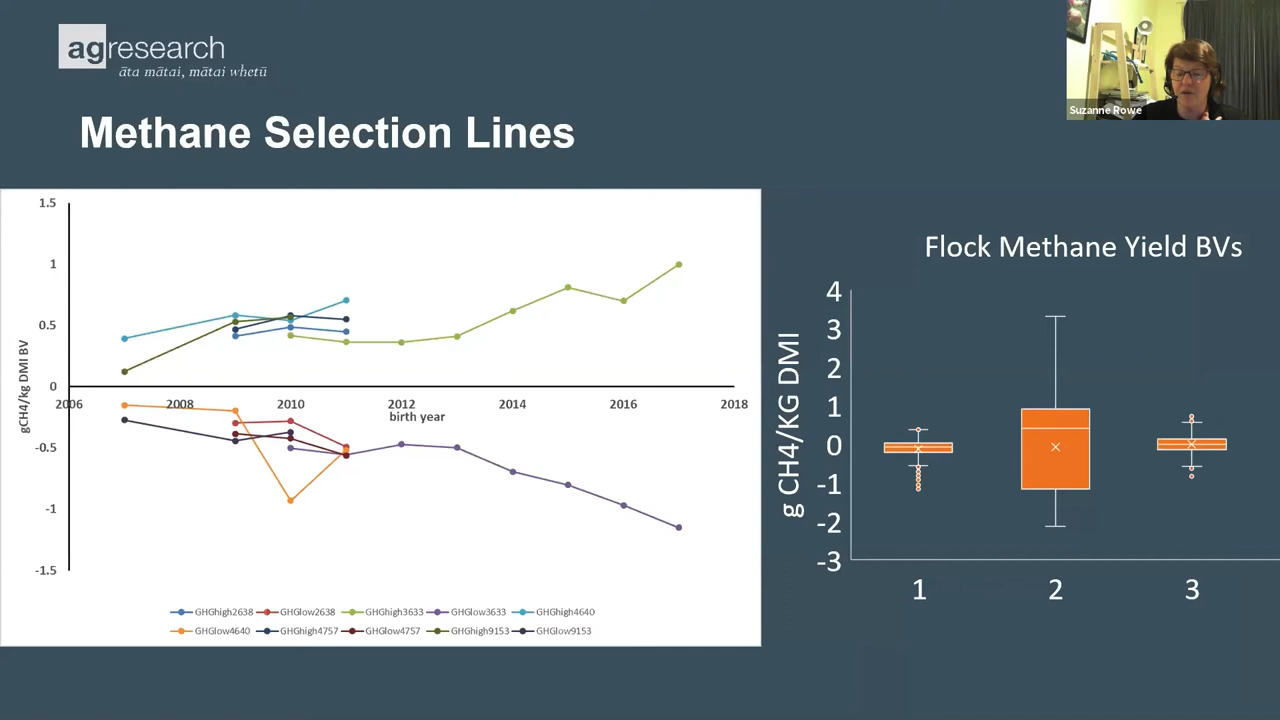 agresearch
āta mātai, mātai whetū
Suzanne Rowe
Methane Selection Lines
1.5
1
0.5
0
-0.5
-1
-1.5
gCH4/kg DMI BV
2006 2008 2010 2012 2014 2016 2018
birth year
GHGhigh2638 GHGlow2638 GHGhigh3633 GHGlow3633 GHGhigh4640
GHGlow4640 GHGhigh4757 GHGlow4757 GHGhigh9153 GHGlow9153
Flock Methane Yield BVs
4
3
2
1
0
-1
-2
-3
g CH4/KG DMI
1 2 3